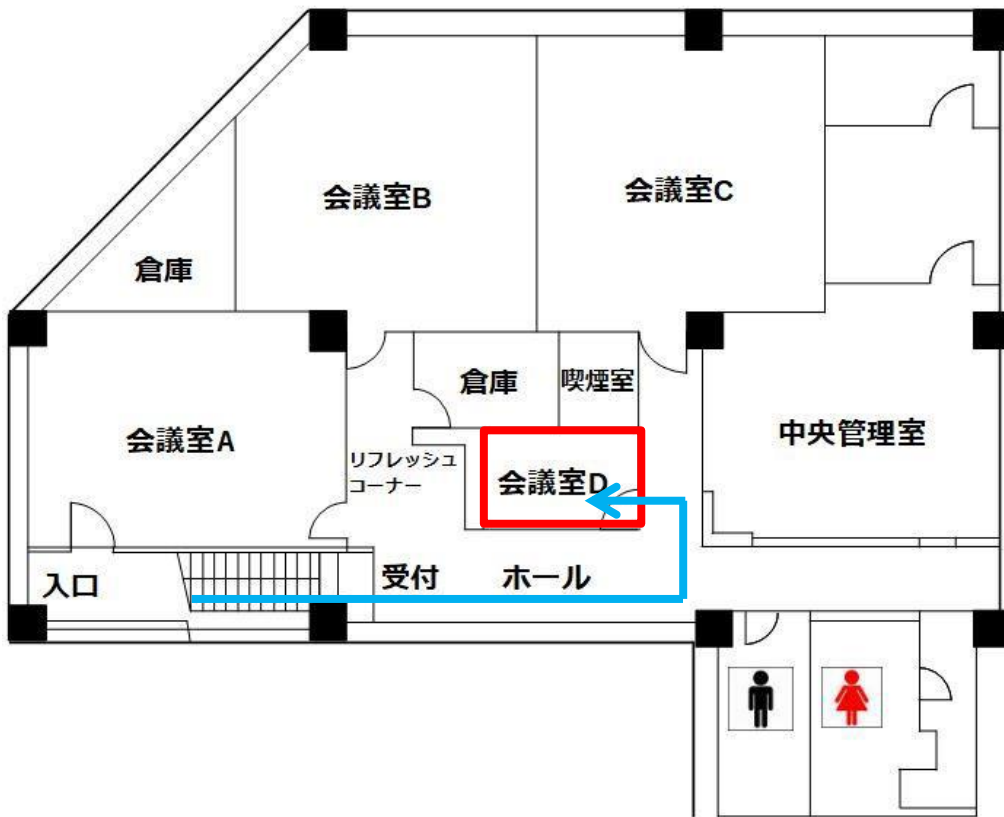 会議室B
会議室C
倉庫
倉庫
喫煙室
会議室A
中央管理室
リフレッシュ
コーナー
会議室D
入口
受付
ホール